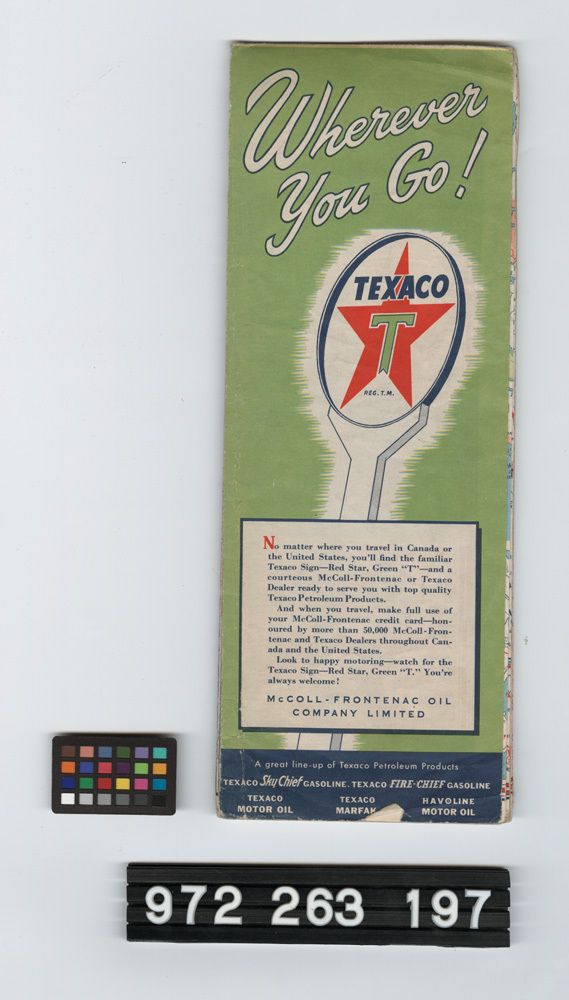 Wherever
You Go!
TEXACO
T
REG. T.M.
No matter where you travel in Canada or
the United States, you'll find the familiar
Texaco Sign—Red Star, Green "T"—and a
courteous McColl-Frontenac or Texaco
Dealer ready to serve you with top quality
Texaco Petroleum Products.
And when you travel, make full use of
your McColl-Frontenac credit card—hon-
oured by more than 50,000 McColl-Fron-
tenac and Texaco Dealers throughout Can-
ada and the United States.
Look to happy motoring—watch for the
Texaco Sign—Red Star, Green "T." You're
always welcome!
McCOLL-FRONTENAC OIL
COMPANY LIMITED
A great line-up of Texaco Petroleum Products
TEXACO Sky Chief GASOLINE. TEXACO FIRE-CHIEF GASOLINE
TEXACO TEXACO HAVOLINE
MOTOR OIL MARFAK MOTOR OIL
972 263 197